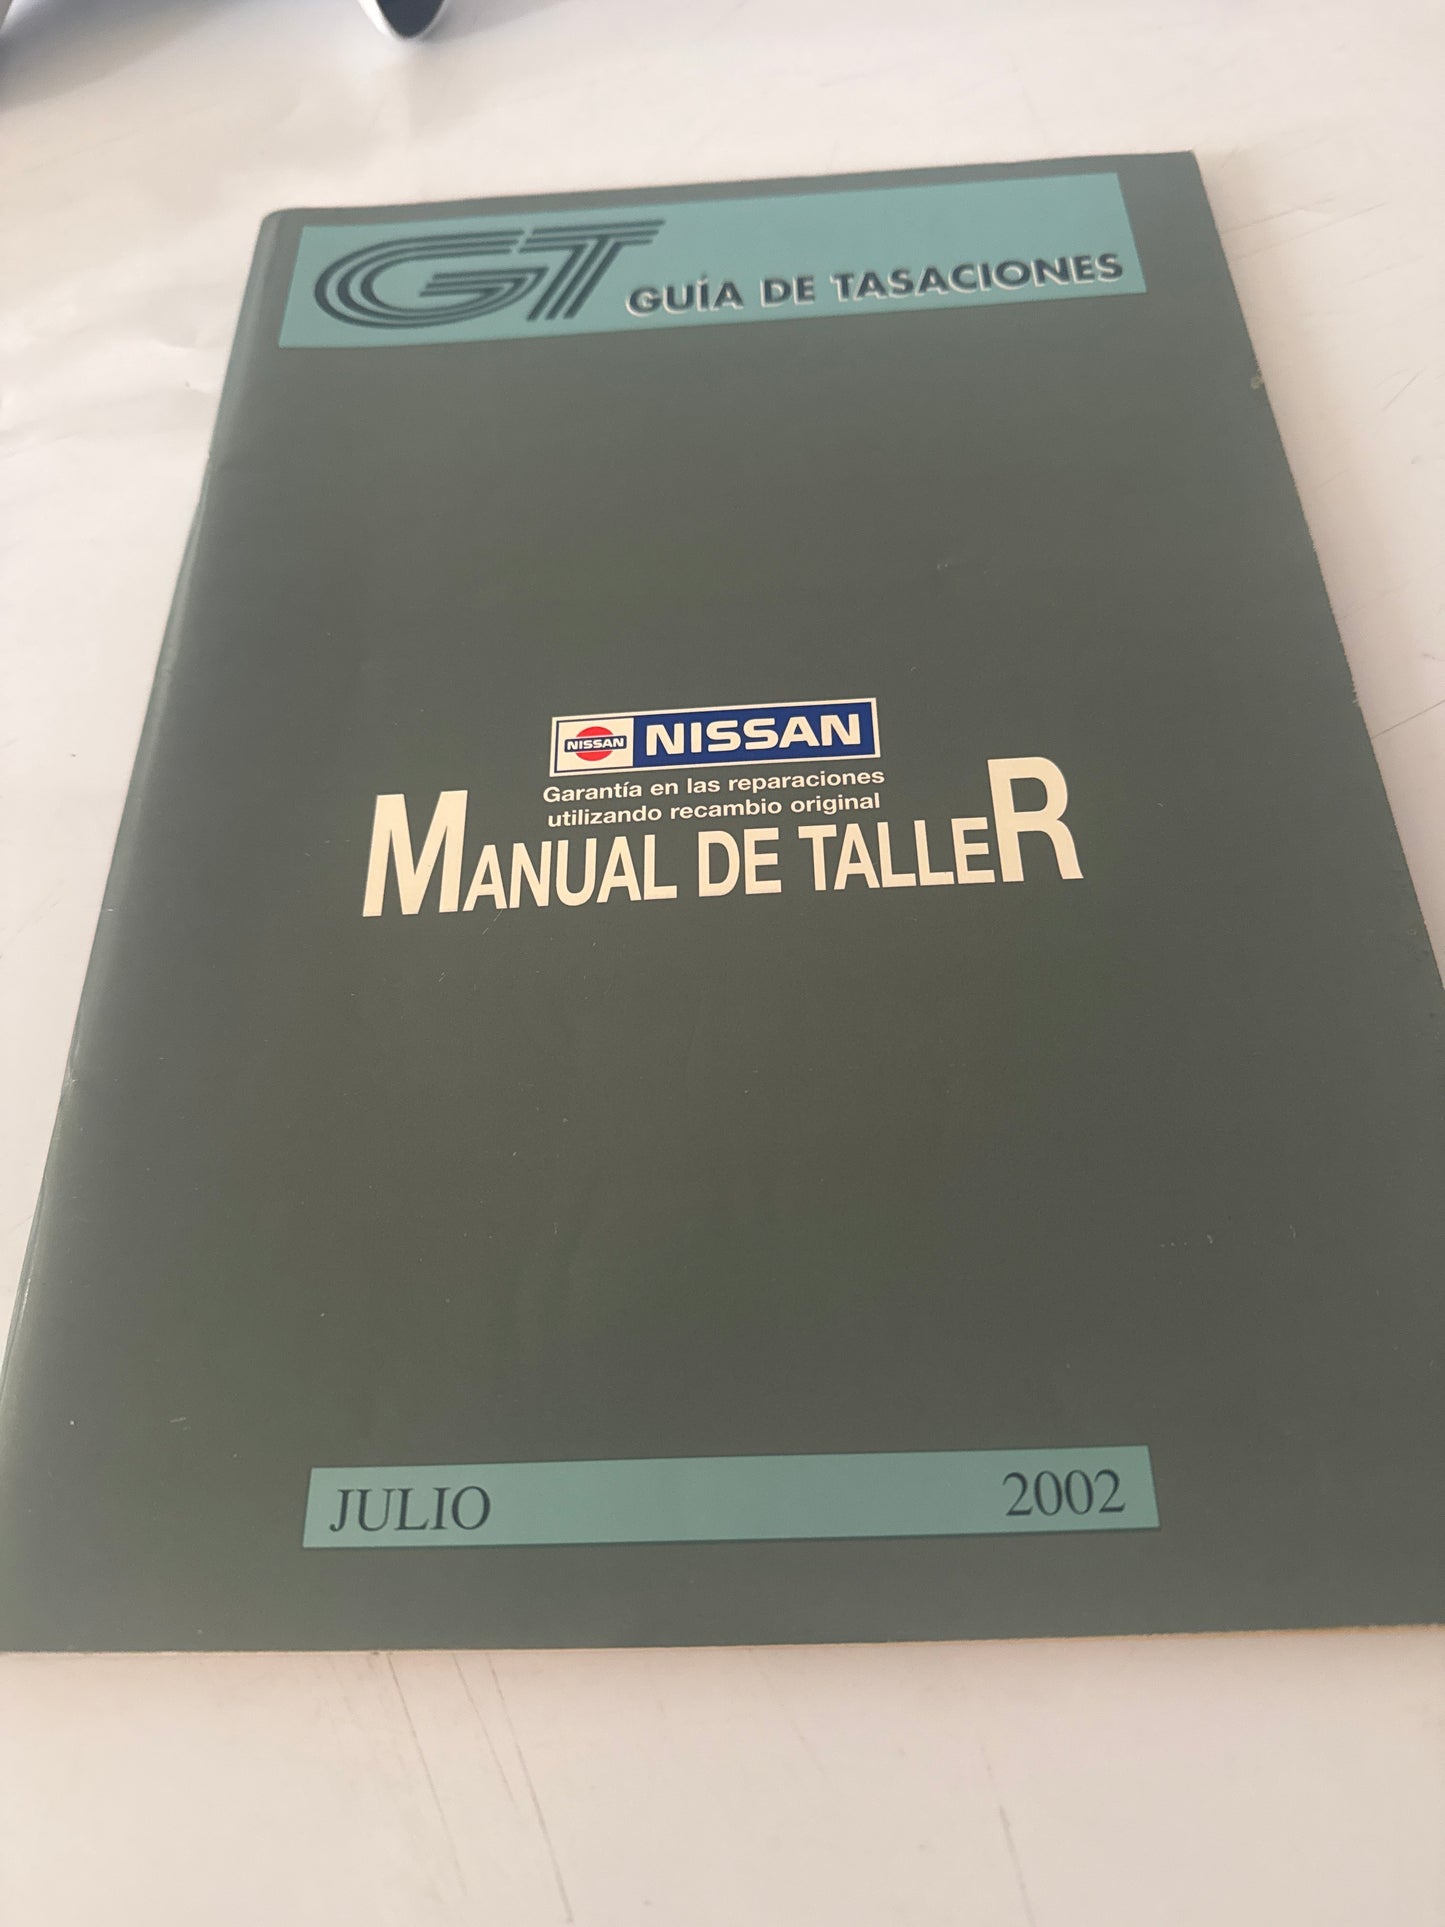 GT GUÍA DE TASACIONES
NISSAN NISSAN
Garantía en las reparaciones
utilizando recambio original
MANUAL DE TALLER
JULIO 2002